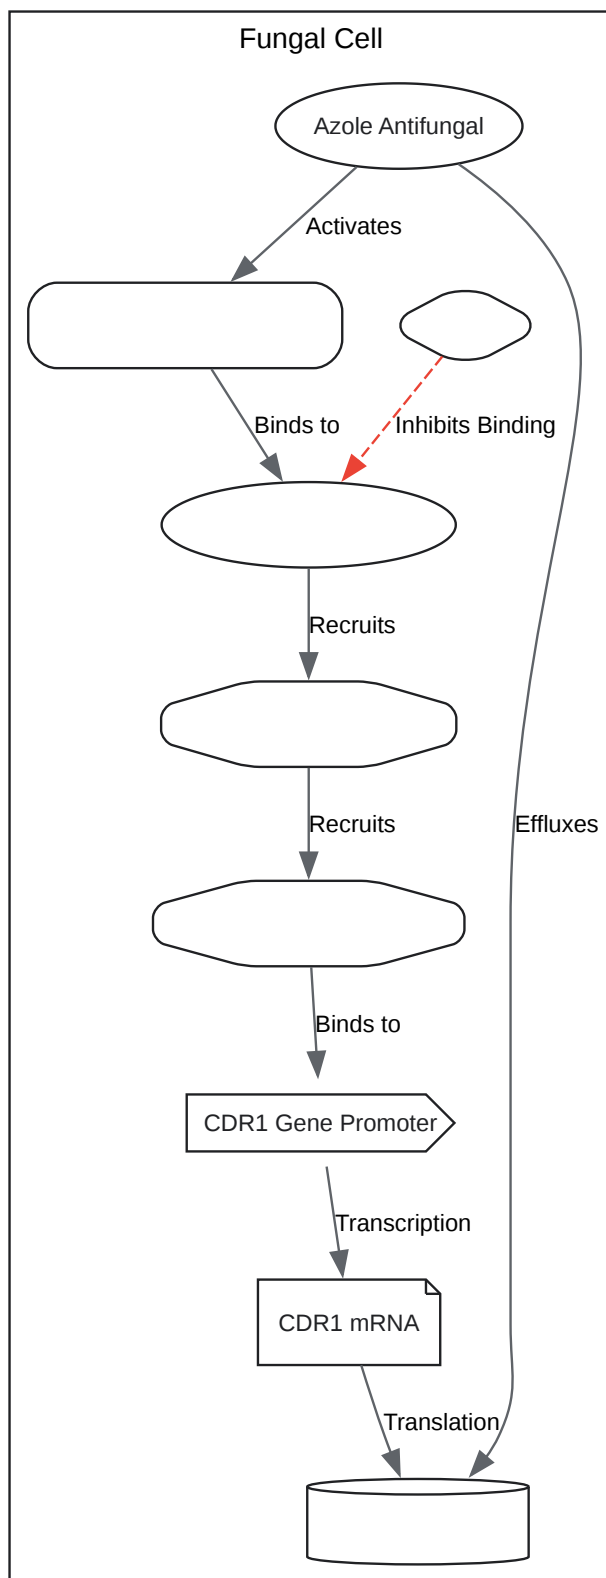 Fungal Cell
Azole Antifungal
Activates
Binds to
Inhibits Binding
Recruits
Recruits
Effluxes
Binds to
CDR1 Gene Promoter
Transcription
CDR1 mRNA
Translation